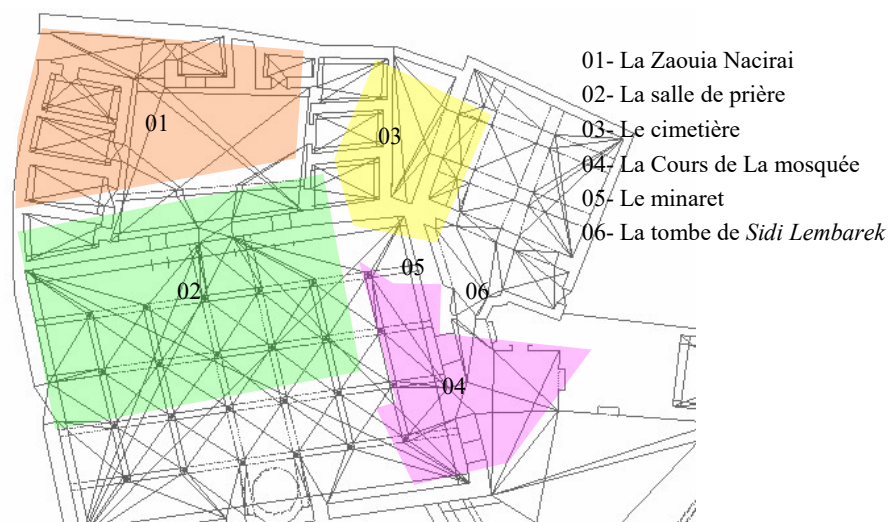 01- La Zaouia Nacirai
02- La salle de prière
03- Le cimetière
04- La Cours de La mosquée
05- Le minaret
06- La tombe de Sidi Lembarek
01
03
05
02
06
04